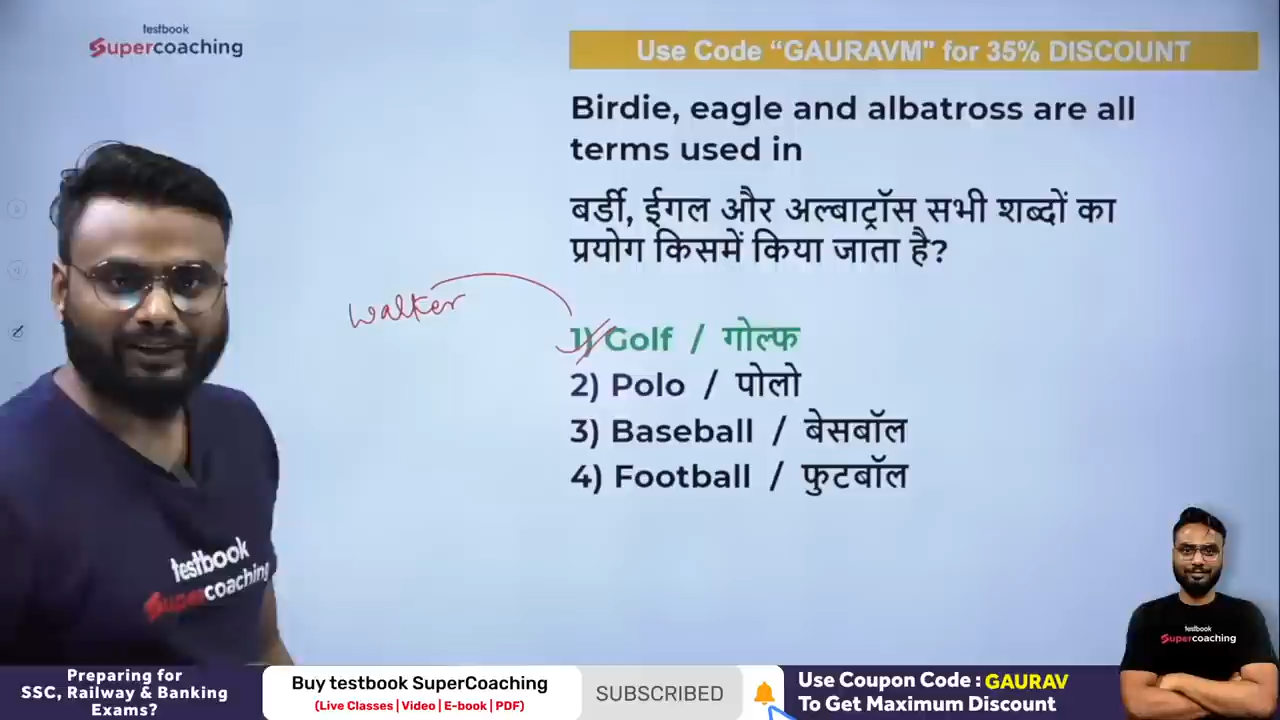 testbook
Supercoaching
Use Code “GAURAVM" for 35% DISCOUNT
Birdie, eagle and albatross are all
terms used in
बर्डी, ईगल और अल्बाट्रॉस सभी शब्दों का
प्रयोग किसमें किया जाता है?
walker
1) Golf / गोल्फ
2) Polo / पोलो
3) Baseball / बेसबॉल
4) Football / फुटबॉल
testbook
Supercoaching
testbook
Supercoaching
Preparing for
SSC, Railway & Banking
Exams?
Buy testbook SuperCoaching
(Live Classes | Video | E-book | PDF)
SUBSCRIBED
Use Coupon Code : GAURAV
To Get Maximum Discount